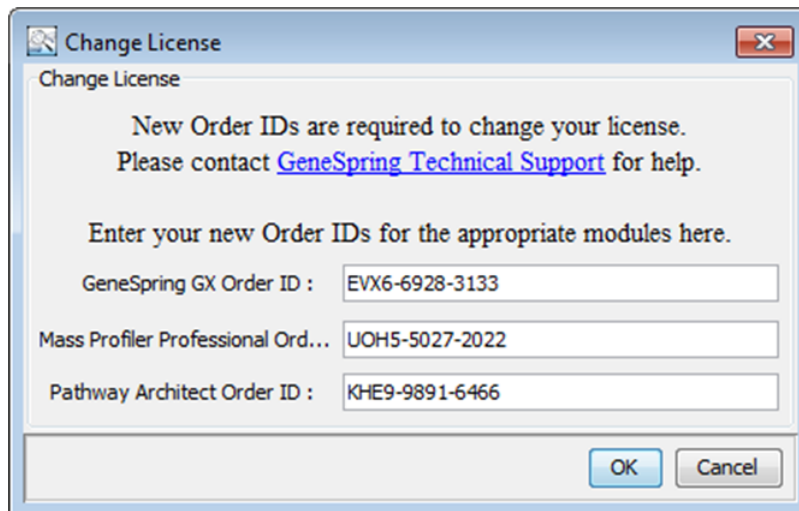 Change License
Change License
New Order IDs are required to change your license.
Please contact GeneSpring Technical Support for help.
Enter your new Order IDs for the appropriate modules here.
GeneSpring GX Order ID : EVX6-6928-3133
Mass Profiler Professional Ord... UOH5-5027-2022
Pathway Architect Order ID : KHE9-9891-6466
OK Cancel